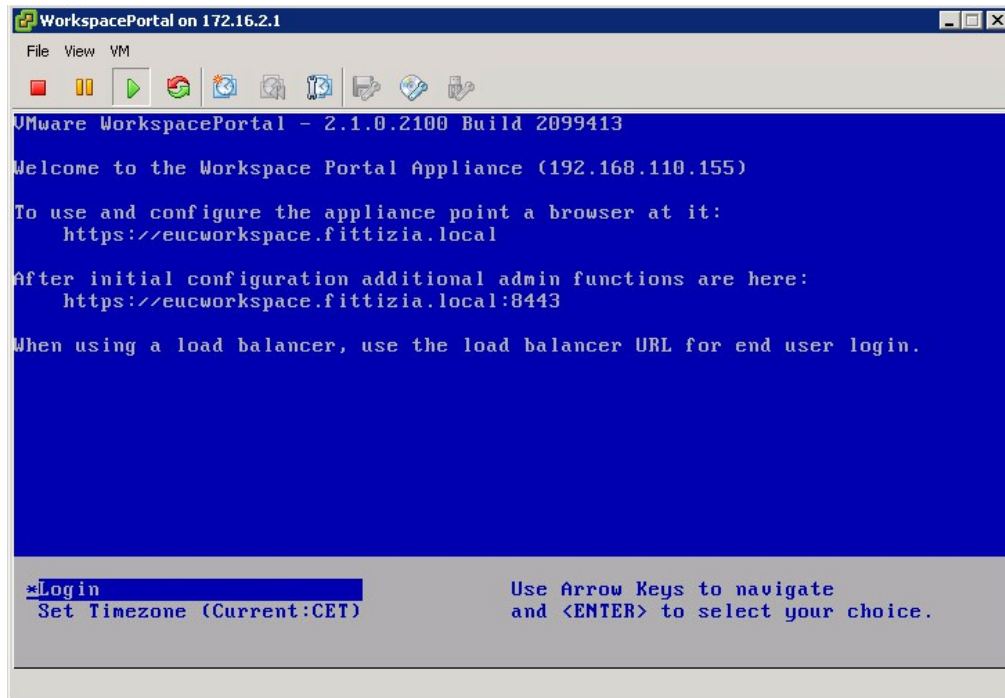 WorkspacePortal on 172.16.2.1
File View VM
VMware WorkspacePortal - 2.1.0.2100 Build 2099413
Welcome to the Workspace Portal Appliance (192.168.110.155)
To use and configure the appliance point a browser at it:
https://eucworkspace.fittizia.local
After initial configuration additional admin functions are here:
https://eucworkspace.fittizia.local:8443
When using a load balancer, use the load balancer URL for end user login.
*Login
Set Timezone (Current:CET)
Use Arrow Keys to navigate
and <ENTER> to select your choice.